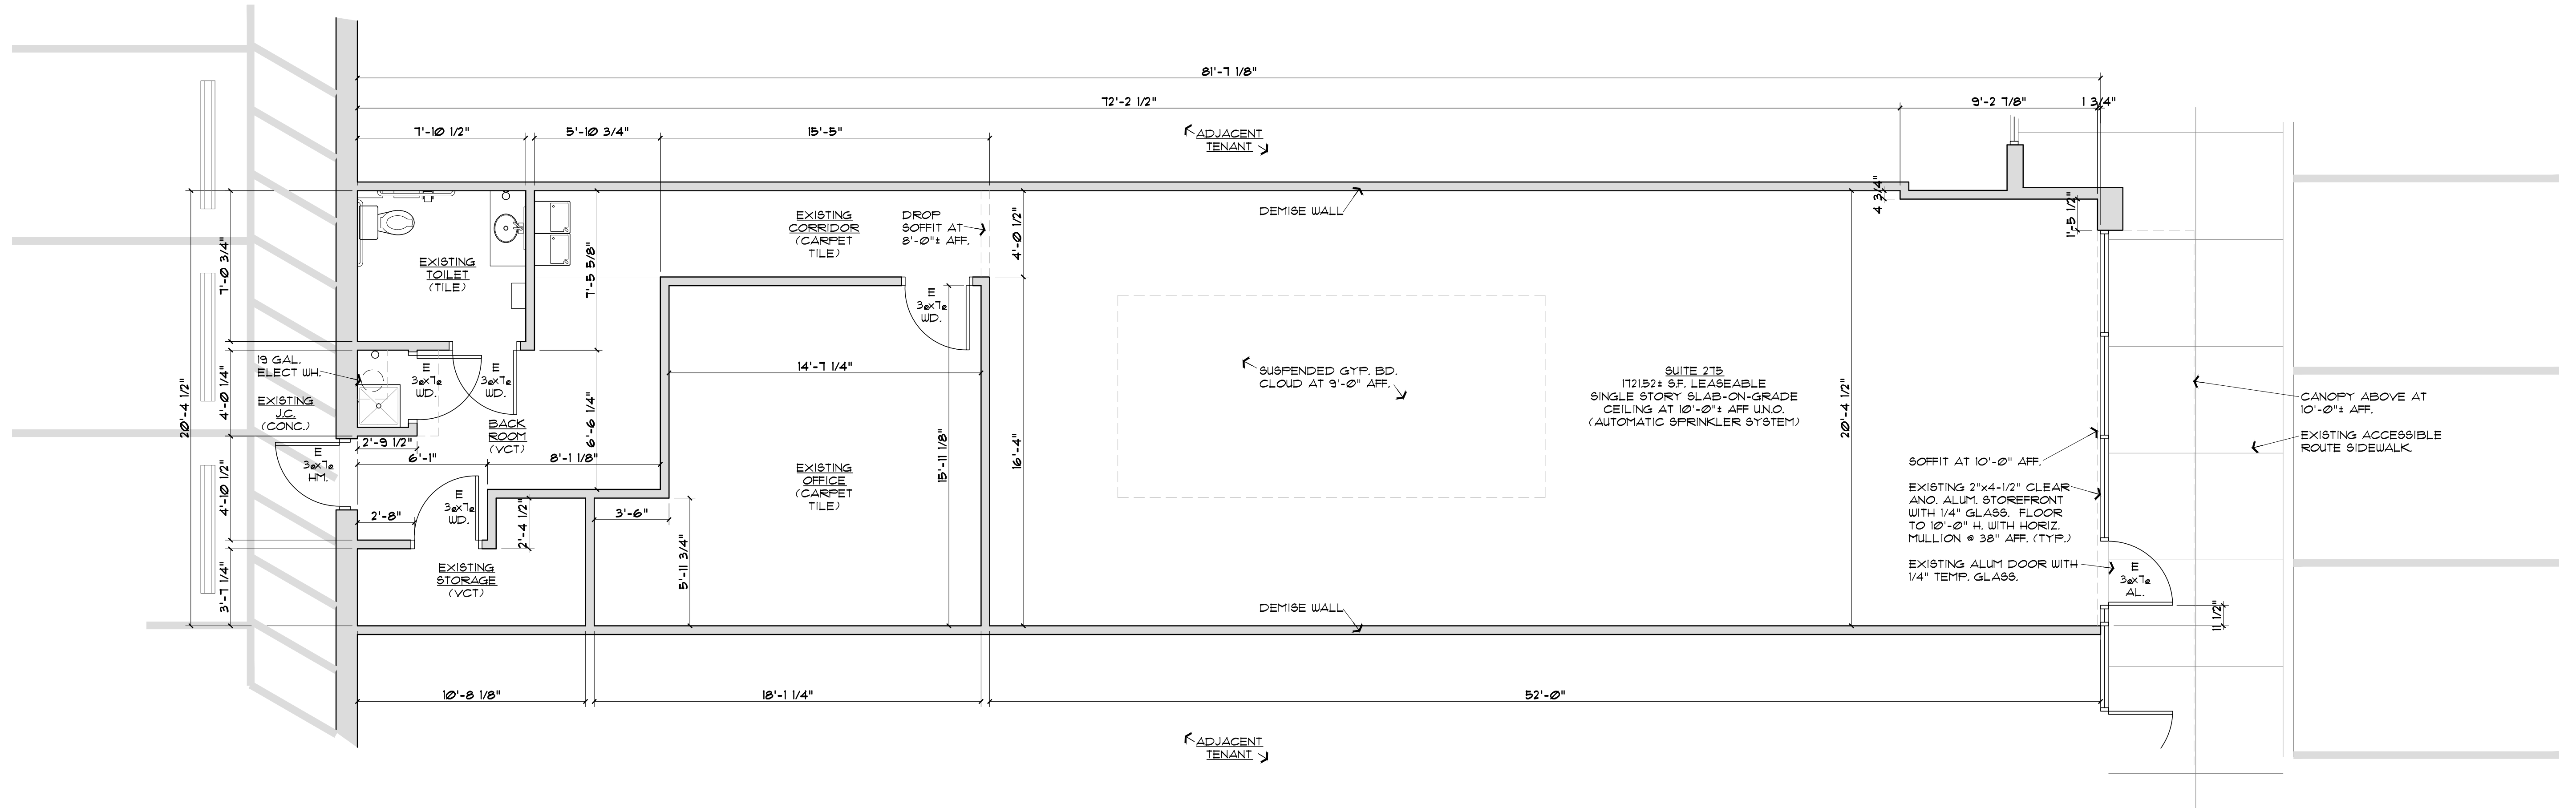 81'-7 1/8"
72'-2 1/2"
9'-2 7/8"
1 3/4"
7'-10 1/2"
5'-10 3/4"
15'-5"
ADJACENT
TENANT
EXISTING
CORRIDOR
(CARPET
TILE)
DROP
SOFFIT AT
8'-0"± AFF.
4'-0 1/2"
DEMISE WALL
4 3/4"
1'-5 1/2"
7'-0 3/4"
EXISTING
TOILET
(TILE)
7'-5 5/8"
E
3070
WD.
19 GAL.
ELECT WH.
EXISTING
J.C.
(CONC.)
20'-4 1/2"
4'-0 1/4"
E
3070
WD.
E
3070
WD.
BACK
ROOM
(VCT)
6'-6 1/4"
14'-7 1/4"
SUSPENDED GYP. BD.
CLOUD AT 9'-0" AFF.
SUITE 275
1721.52± S.F. LEASEABLE
SINGLE STORY SLAB-ON-GRADE
CEILING AT 10'-0"± AFF U.N.O.
(AUTOMATIC SPRINKLER SYSTEM)
20'-4 1/2"
CANOPY ABOVE AT
10'-0"± AFF.
EXISTING ACCESSIBLE
ROUTE SIDEWALK.
2'-9 1/2"
6'-1"
8'-1 1/8"
E
3070
HM.
4'-10 1/2"
E
3070
WD.
2'-8"
2'-4 1/2"
3'-6"
EXISTING
OFFICE
(CARPET
TILE)
15'-11 1/8"
16'-4"
SOFFIT AT 10'-0" AFF.
EXISTING 2"x4-1/2" CLEAR
ANO. ALUM. STOREFRONT
WITH 1/4" GLASS. FLOOR
TO 10'-0" H. WITH HORIZ.
MULLION @ 38" AFF. (TYP.)
EXISTING ALUM DOOR WITH
1/4" TEMP. GLASS.
E
3070
AL.
3'-7 1/4"
EXISTING
STORAGE
(VCT)
5'-11 3/4"
DEMISE WALL
11 1/2"
10'-8 1/8"
18'-1 1/4"
52'-0"
ADJACENT
TENANT